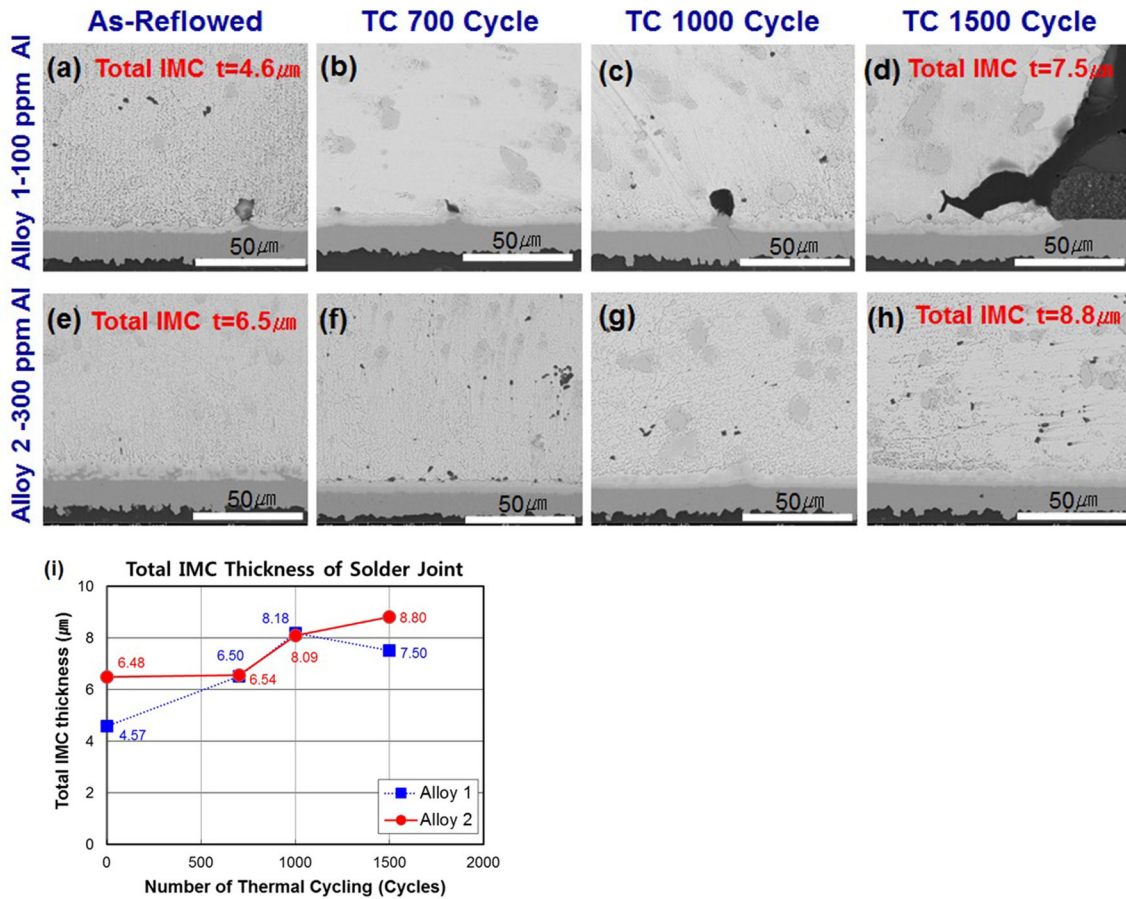 As-Reflowed TC 700 Cycle TC 1000 Cycle TC 1500 Cycle
Alloy 1-100 ppm Al
(a) Total IMC t=4.6㎛
50㎛
(b)
50㎛
(c)
50㎛
(d) Total IMC t=7.5㎛
50㎛
Alloy 2 -300 ppm Al
(e) Total IMC t=6.5㎛
50㎛
(f)
50㎛
(g)
50㎛
(h) Total IMC t=8.8㎛
50㎛
(i) Total IMC Thickness of Solder Joint
Total IMC thickness (㎛)
10
8
6
4
2
0
6.48
4.57
6.50
6.54
8.18
8.09
8.80
7.50
Alloy 1
Alloy 2
0 500 1000 1500 2000
Number of Thermal Cycling (Cycles)